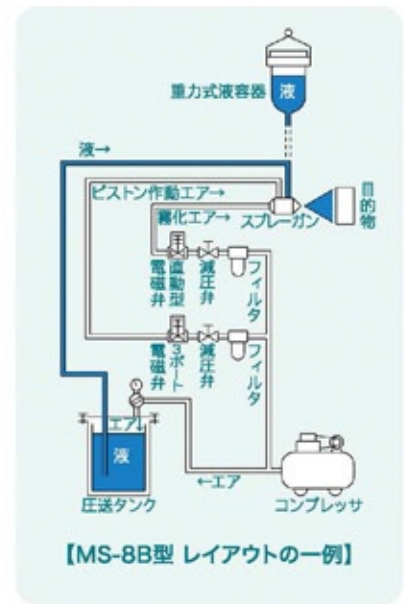 重力式液容器
液
液→
ピストン作動エア→
霧化エア→
スプレーガン
目的物
直動型電磁弁
減圧弁
フィルタ
3ポート電磁弁
減圧弁
フィルタ
エア↓
液
圧送タンク
←エア
コンプレッサ
【MS-8B型 レイアウトの一例】